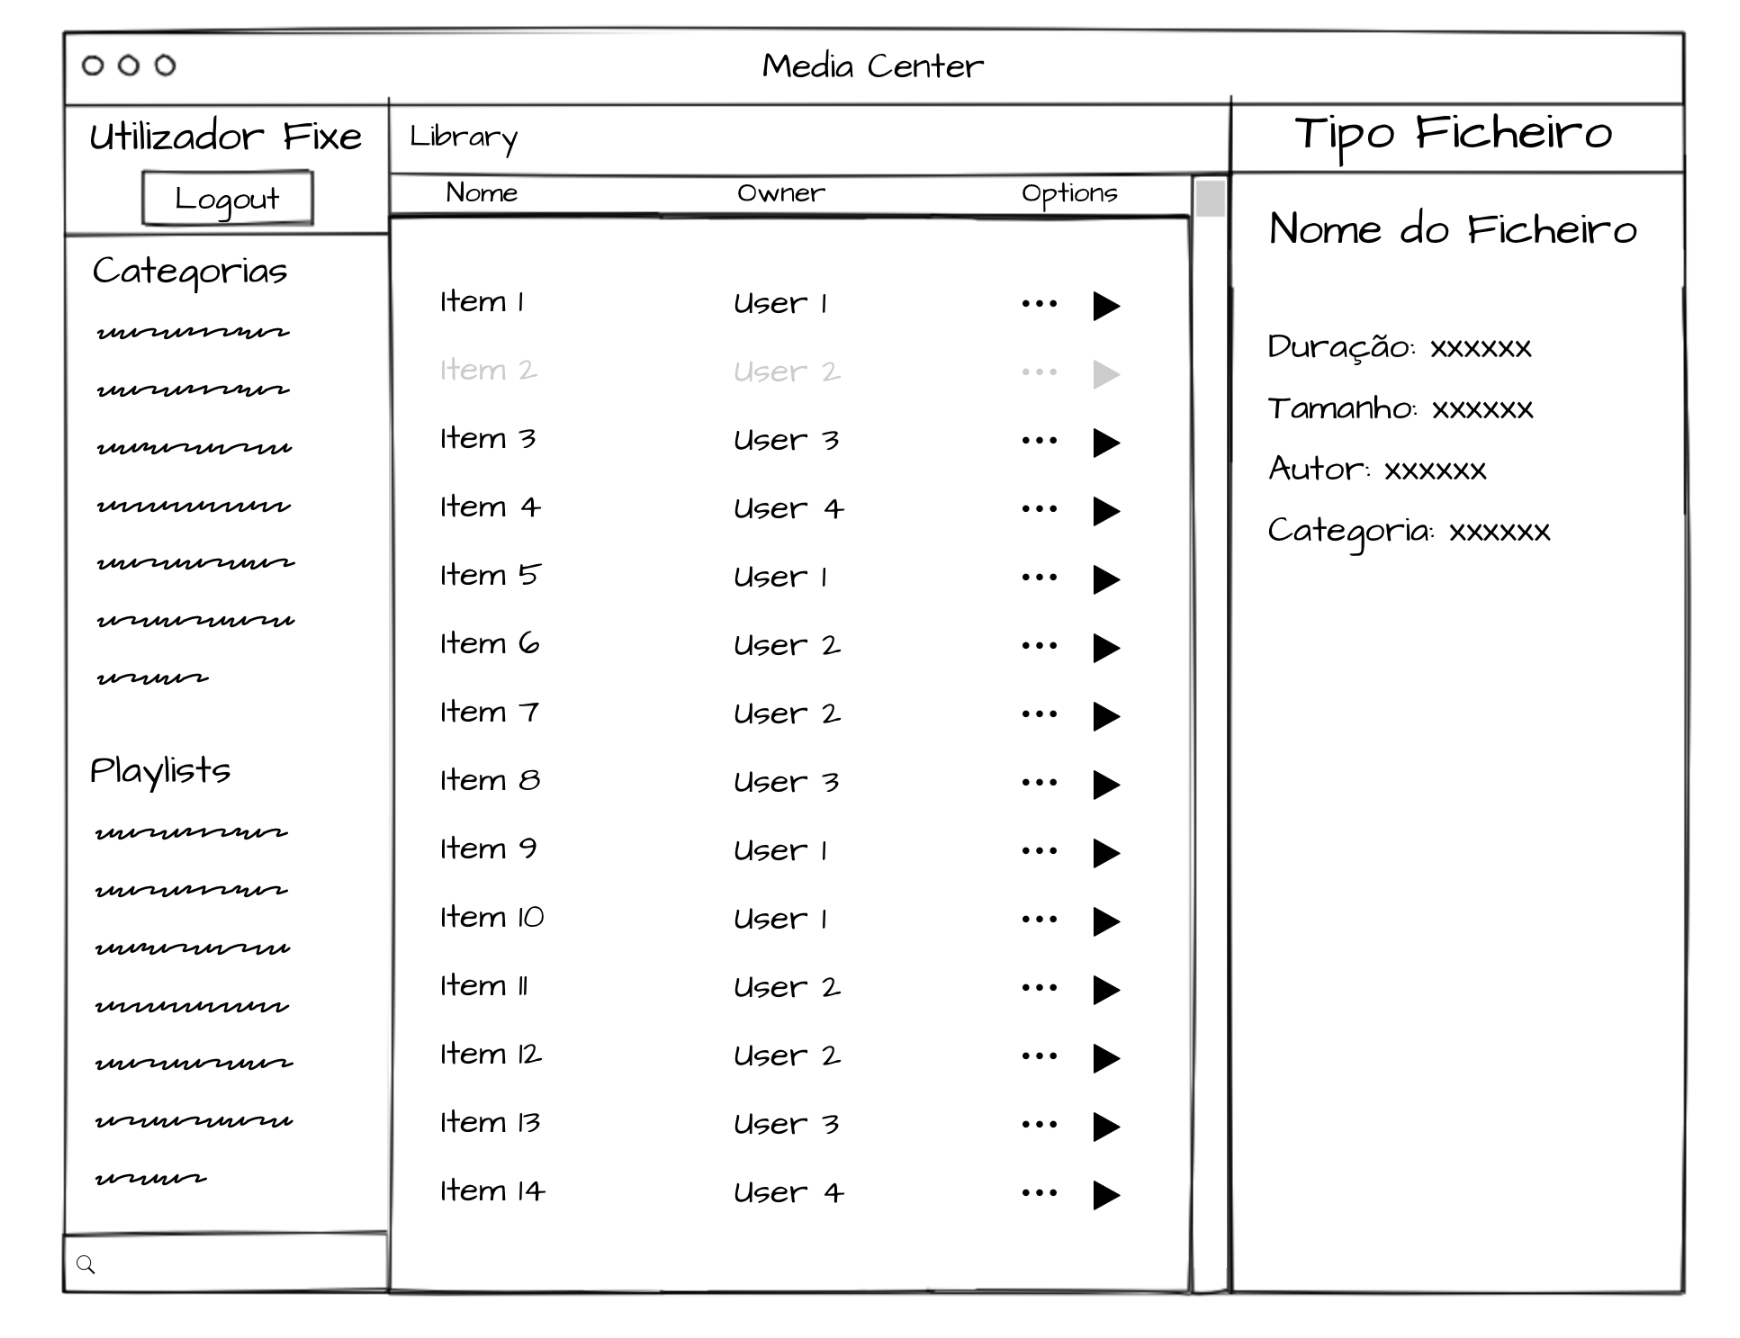 Media Center
Utilizador Fixe
Logout
Categorias
Playlists
Library
Nome Owner Options
Item 1 User 1 ...
Item 2 User 2 ...
Item 3 User 3 ...
Item 4 User 4 ...
Item 5 User 1 ...
Item 6 User 2 ...
Item 7 User 2 ...
Item 8 User 3 ...
Item 9 User 1 ...
Item 10 User 1 ...
Item 11 User 2 ...
Item 12 User 2 ...
Item 13 User 3 ...
Item 14 User 4 ...
Tipo Ficheiro
Nome do Ficheiro
Duração: xxxxxx
Tamanho: xxxxxx
Autor: xxxxxx
Categoria: xxxxxx